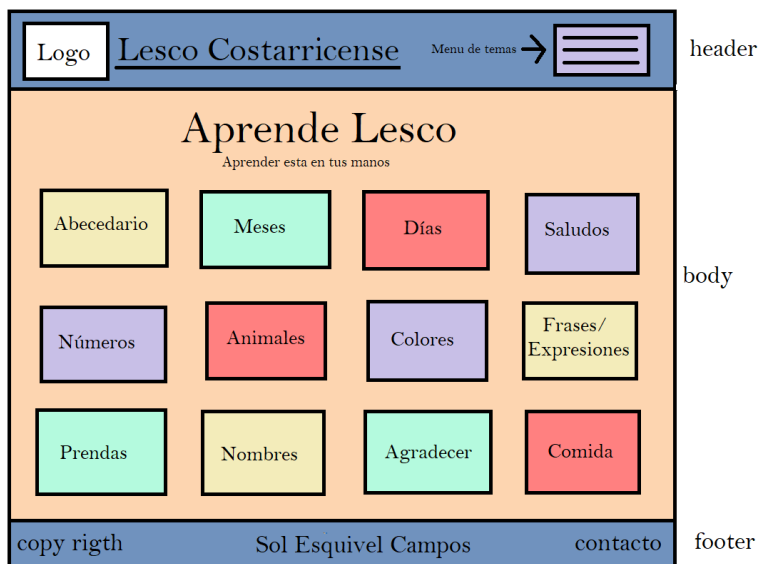 Logo
Lesco Costarricense
Menu de temas
header
Aprende Lesco
Aprender esta en tus manos
Abecedario
Meses
Días
Saludos
body
Números
Animales
Colores
Frases/
Expresiones
Prendas
Nombres
Agradecer
Comida
copy rigth
Sol Esquivel Campos
contacto
footer